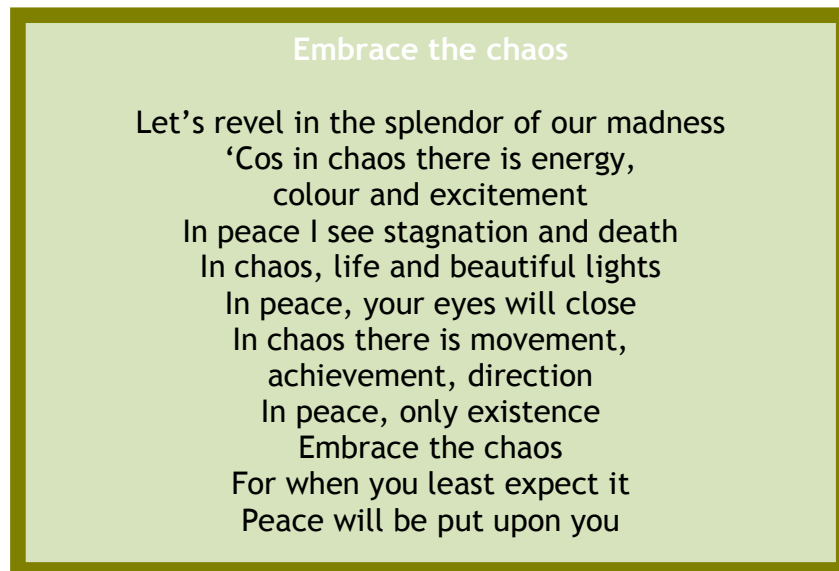 Embrace the chaos
Let’s revel in the splendor of our madness
‘Cos in chaos there is energy,
colour and excitement
In peace I see stagnation and death
In chaos, life and beautiful lights
In peace, your eyes will close
In chaos there is movement,
achievement, direction
In peace, only existence
Embrace the chaos
For when you least expect it
Peace will be put upon you